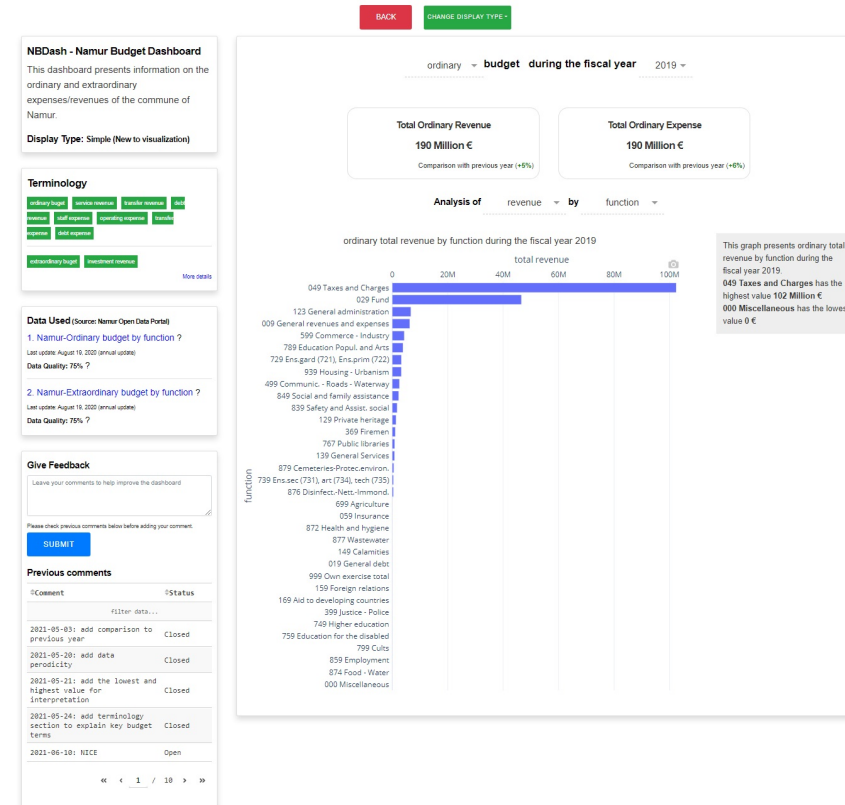 BACK
CHANGE DISPLAY TYPE
NBDash - Namur Budget Dashboard
This dashboard presents information on the
ordinary and extraordinary
expenses/revenues of the commune of
Namur.
Display Type: Simple (New to visualization)
Terminology
ordinary buget service revenue transfer revenue debt
revenue staff expense operating expense transfer
expense debt expense
extraordinary buget investment revenue
More details
Data Used (Source: Namur Open Data Portal)
1. Namur-Ordinary budget by function ?
Last update: August 19, 2020 (annual update)
Data Quality: 75% ?
2. Namur-Extraordinary budget by function ?
Last update: August 19, 2020 (annual update)
Data Quality: 75% ?
Give Feedback
Leave your comments to help improve the dashboard
Please check previous comments below before adding your comment.
SUBMIT
Previous comments
Comment Status
filter data...
2021-05-03: add comparison to
previous year
Closed
2021-05-20: add data
perodicity
Closed
2021-05-21: add the lowest and
highest value for
interpretation
Closed
2021-05-24: add terminology
section to explain key budget
terms
Closed
2021-06-10: NICE Open
« ‹ 1 / 10 › »
ordinary budget during the fiscal year 2019
Total Ordinary Revenue
190 Million €
Comparison with previous year (+5%)
Total Ordinary Expense
190 Million €
Comparison with previous year (+6%)
Analysis of revenue by function
ordinary total revenue by function during the fiscal year 2019
total revenue
0 20M 40M 60M 80M 100M
function
049 Taxes and Charges
029 Fund
123 General administration
009 General revenues and expenses
599 Commerce - Industry
789 Education Popul. and Arts
729 Ens.gard (721), Ens.prim (722)
939 Housing - Urbanism
499 Communic. - Roads - Waterway
849 Social and family assistance
839 Safety and Assist. social
129 Private heritage
369 Firemen
767 Public libraries
139 General Services
879 Cemeteries-Protec.environ.
739 Ens.sec (731), art (734), tech (735)
876 Disinfect.-Nett.-Immond.
699 Agriculture
059 Insurance
872 Health and hygiene
877 Wastewater
149 Calamities
019 General debt
999 Own exercise total
159 Foreign relations
169 Aid to developing countries
399 Justice - Police
749 Higher education
759 Education for the disabled
799 Cults
859 Employment
874 Food - Water
000 Miscellaneous
This graph presents ordinary total
revenue by function during the
fiscal year 2019.
049 Taxes and Charges has the
highest value 102 Million €
000 Miscellaneous has the lowes
value 0 €